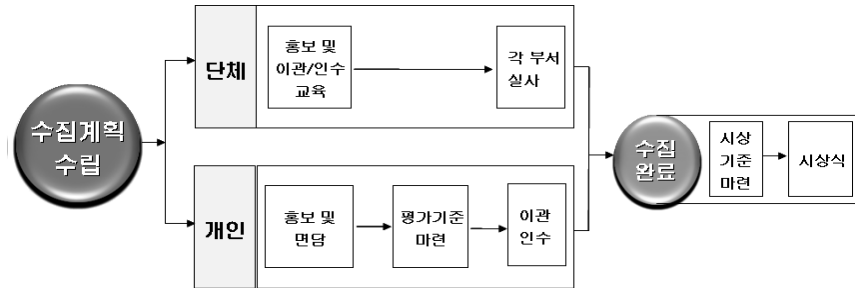 수집계획
수립
단체
홍보 및
이관/인수
교육
각 부서
실사
개인
홍보 및
면담
평가기준
마련
이관
인수
수집
완료
시상
기준
마련
시상식